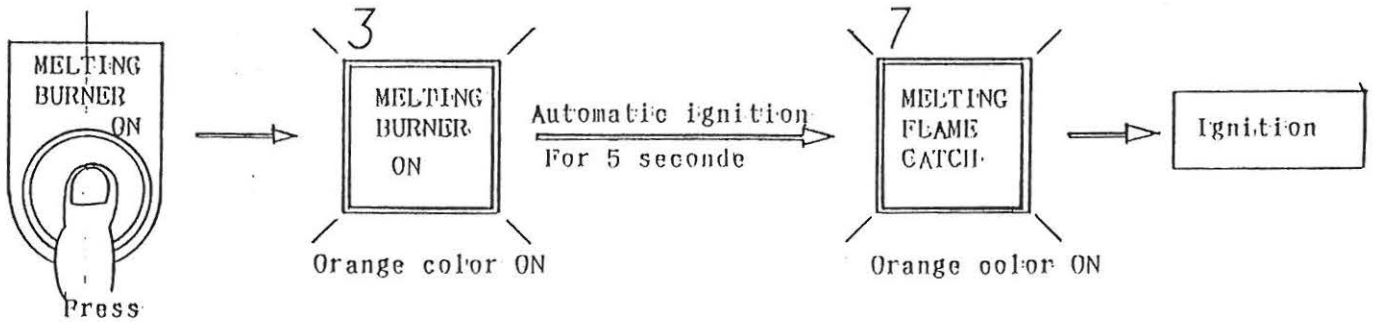 MELTING
BURNER
ON
Press
3
MELTING
BURNER
ON
Orange color ON
Automatic ignition
For 5 seconde
7
MELTING
FLAME
CATCH
Orange oolor ON
Ignition